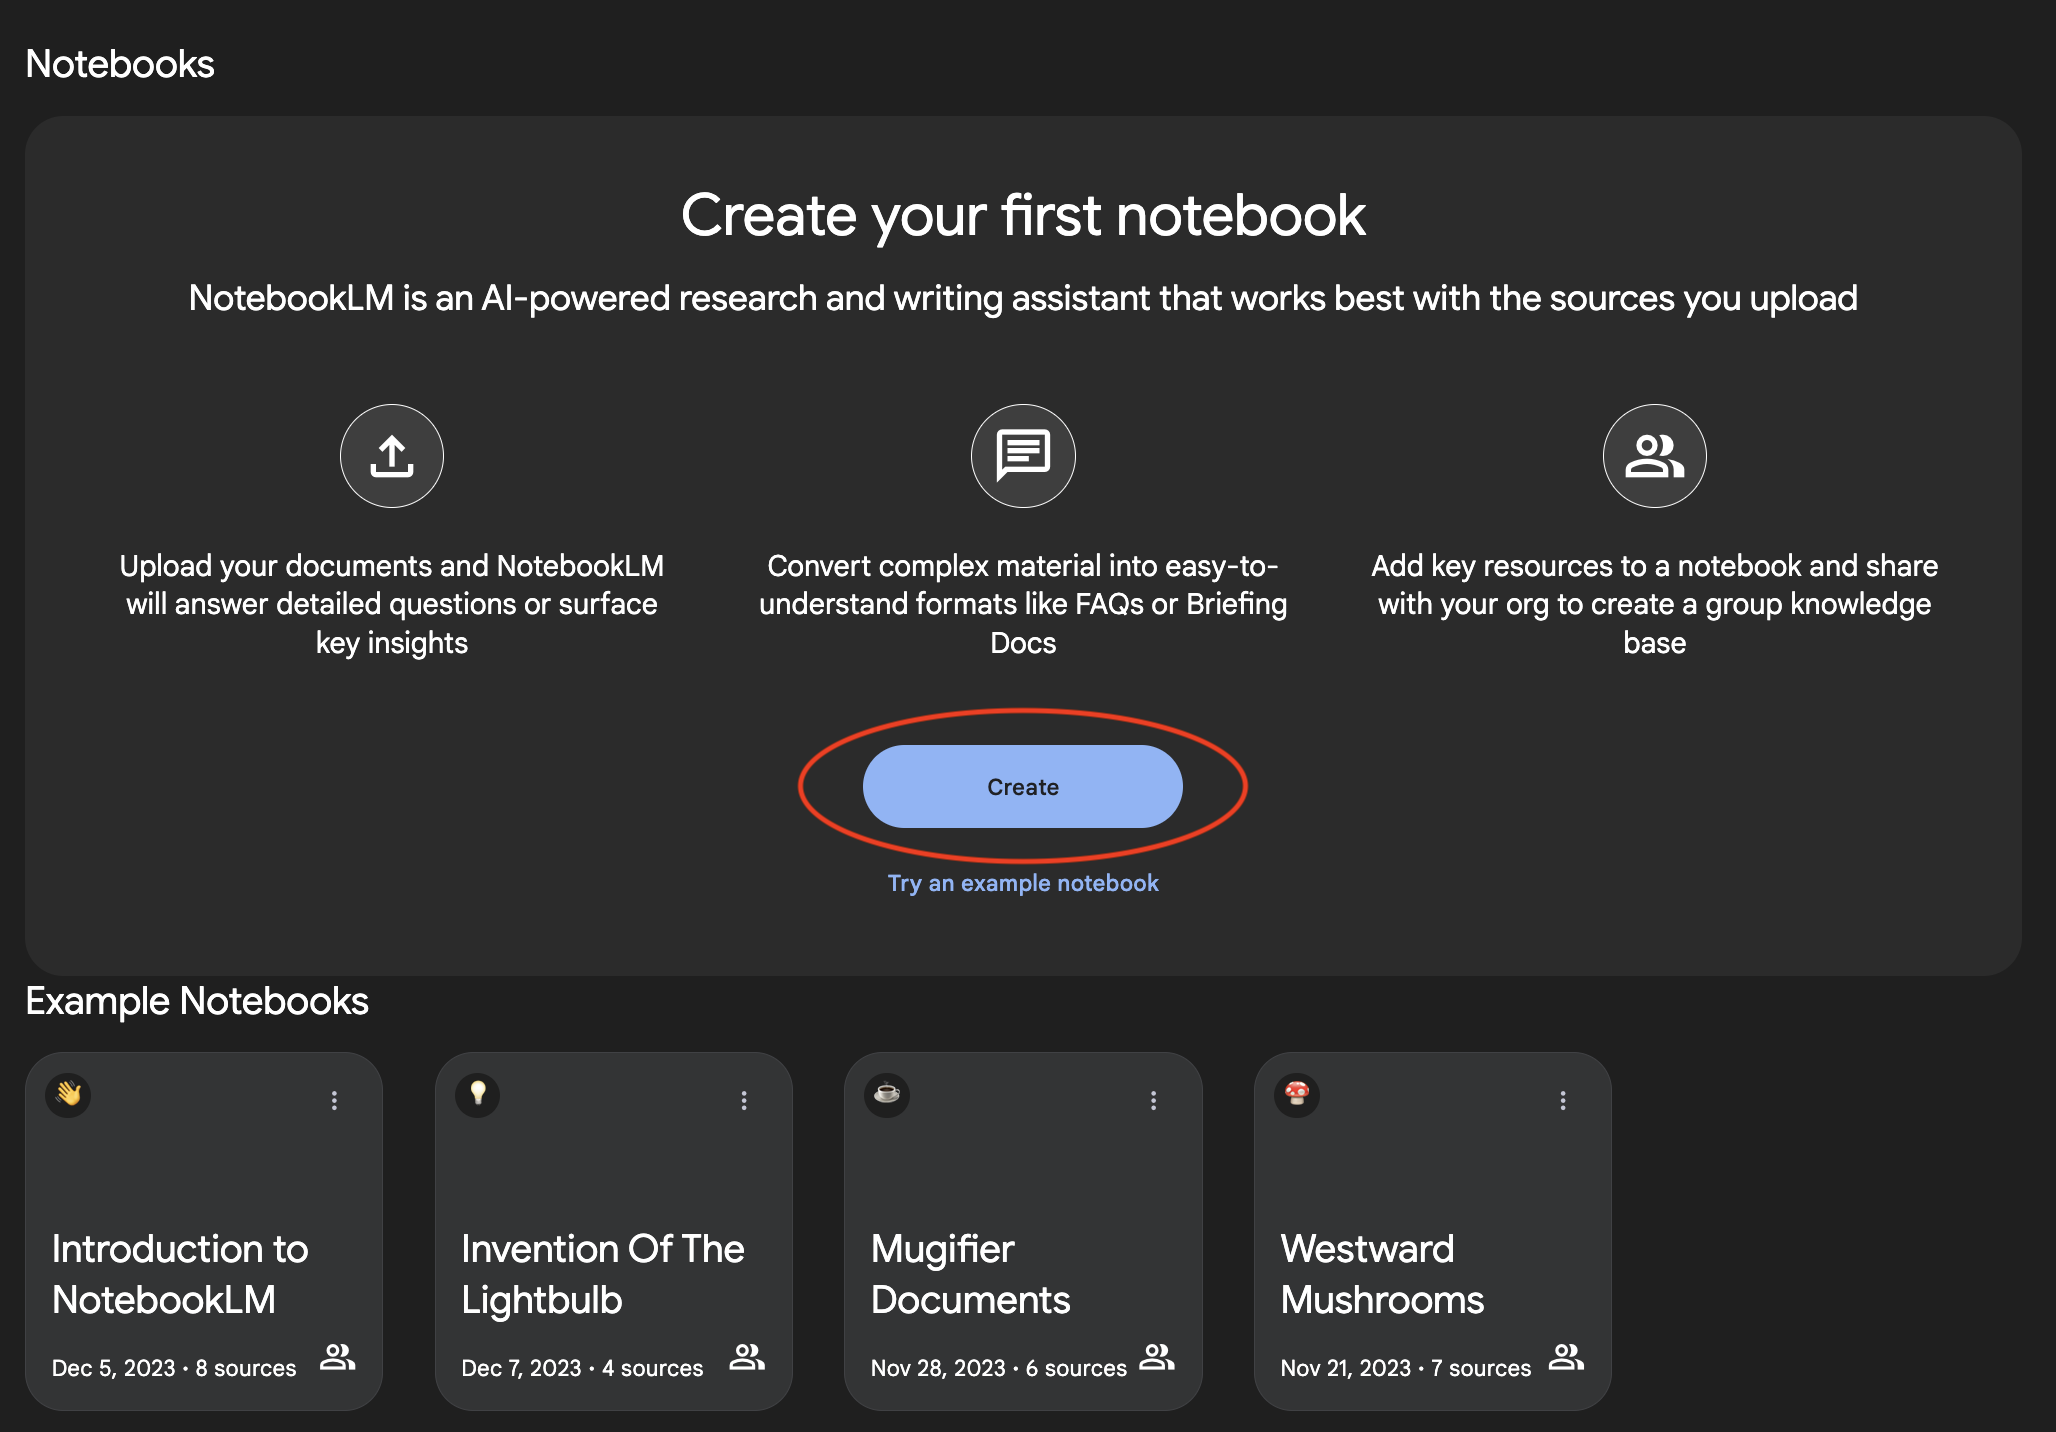 Notebooks
Create your first notebook
NotebookLM is an AI-powered research and writing assistant that works best with the sources you upload
Upload your documents and NotebookLM
will answer detailed questions or surface
key insights
Convert complex material into easy-to-
understand formats like FAQs or Briefing
Docs
Add key resources to a notebook and share
with your org to create a group knowledge
base
Create
Try an example notebook
Example Notebooks
Introduction to
NotebookLM
Dec 5, 2023 • 8 sources
Invention Of The
Lightbulb
Dec 7, 2023 • 4 sources
Mugifier
Documents
Nov 28, 2023 • 6 sources
Westward
Mushrooms
Nov 21, 2023 • 7 sources